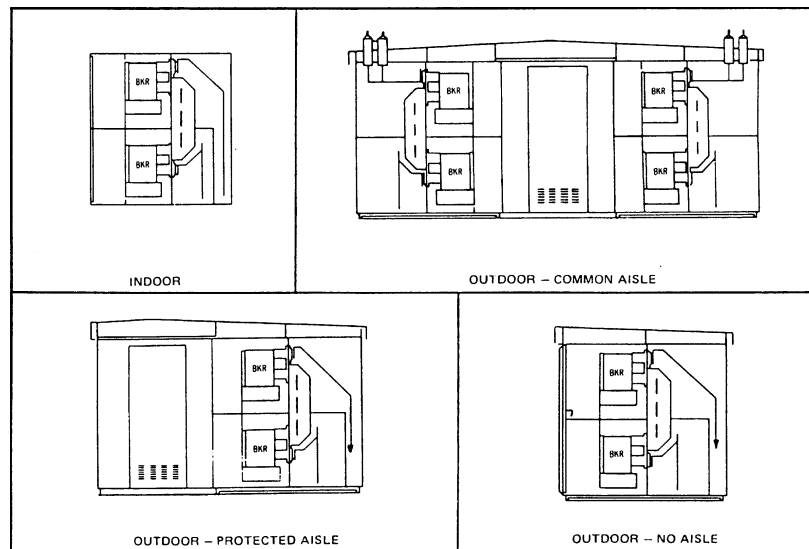 BKR
BKR
INDOOR
BKR
BKR
BKR
BKR
OUTDOOR – COMMON AISLE
BKR
BKR
OUTDOOR – PROTECTED AISLE
BKR
BKR
OUTDOOR – NO AISLE